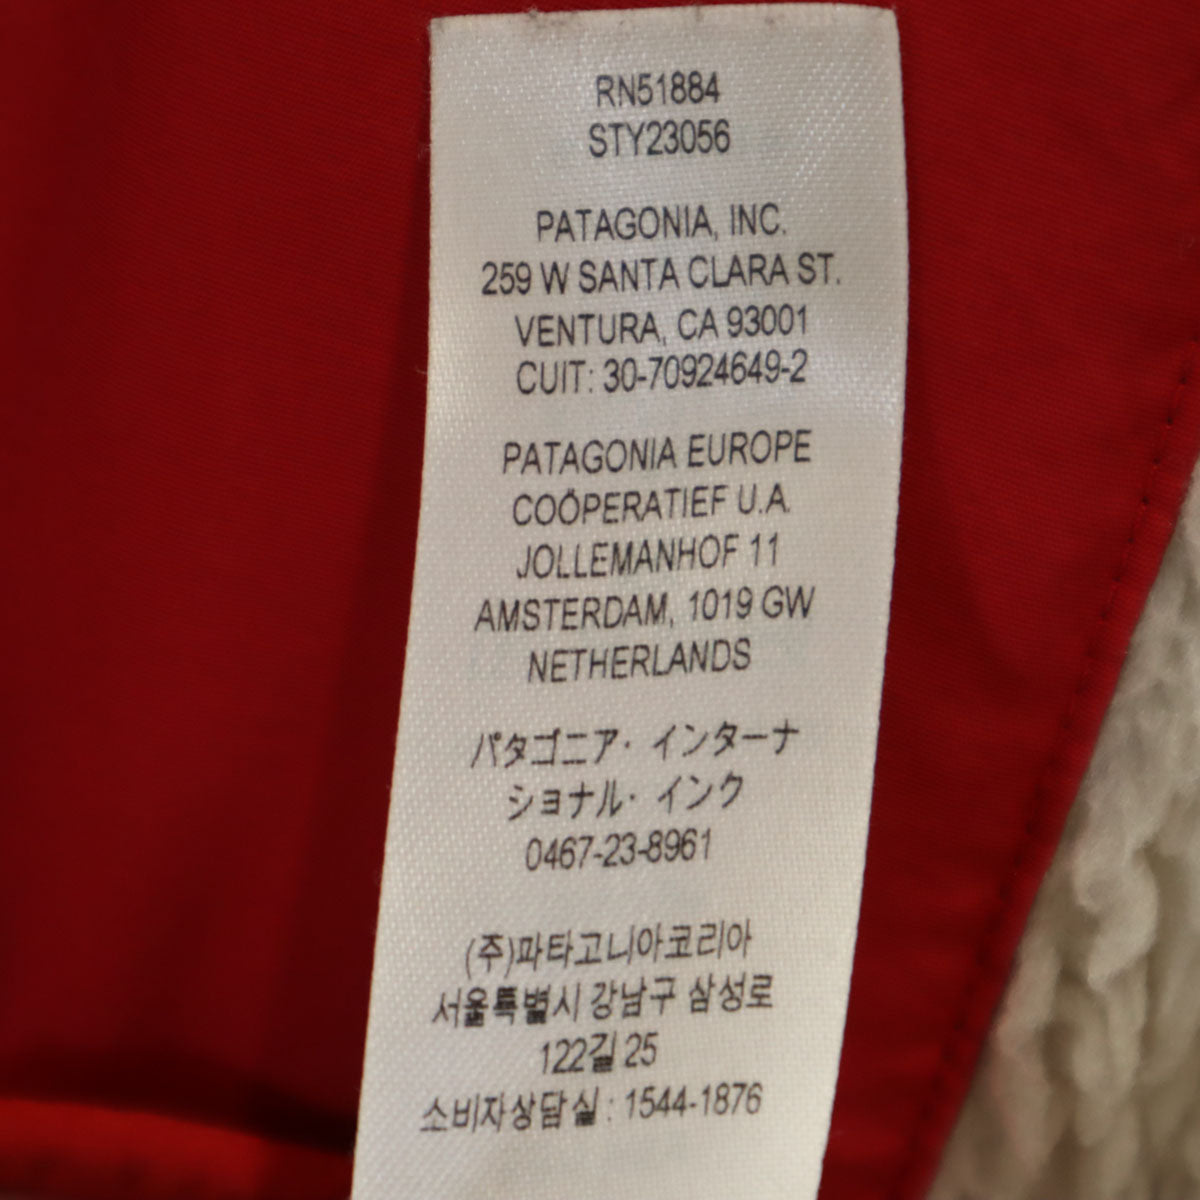 RN51884
STY23056
PATAGONIA, INC.
259 W SANTA CLARA ST.
VENTURA, CA 93001
CUIT: 30-70924649-2
PATAGONIA EUROPE
COÖPERATIEF U.A.
JOLLEMANHOF 11
AMSTERDAM, 1019 GW
NETHERLANDS
パタゴニア・インターナ
ショナル・インク
0467-23-8961
(주)파타고니아코리아
서울특별시 강남구 삼성로
122길 25
소비자상담실 : 1544-1876